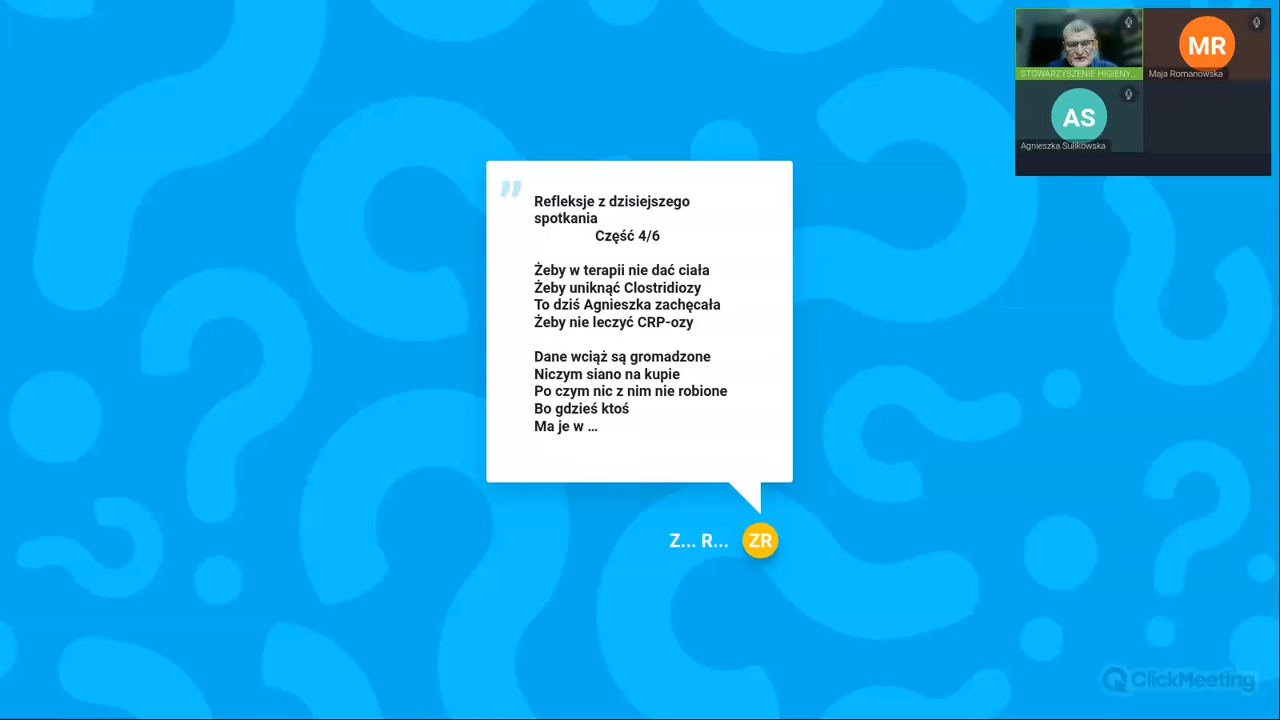 STOWARZYSZENIE HIGIENY...
MR
Maja Romanowska
AS
Agnieszka Sulikowska
”
Refleksje z dzisiejszego
spotkania
Część 4/6
Żeby w terapii nie dać ciała
Żeby uniknąć Clostridiozy
To dziś Agnieszka zachęcała
Żeby nie leczyć CRP-ozy
Dane wciąż są gromadzone
Niczym siano na kupie
Po czym nic z nim nie robione
Bo gdzieś ktoś
Ma je w ...
Z... R...
ZR
ClickMeeting